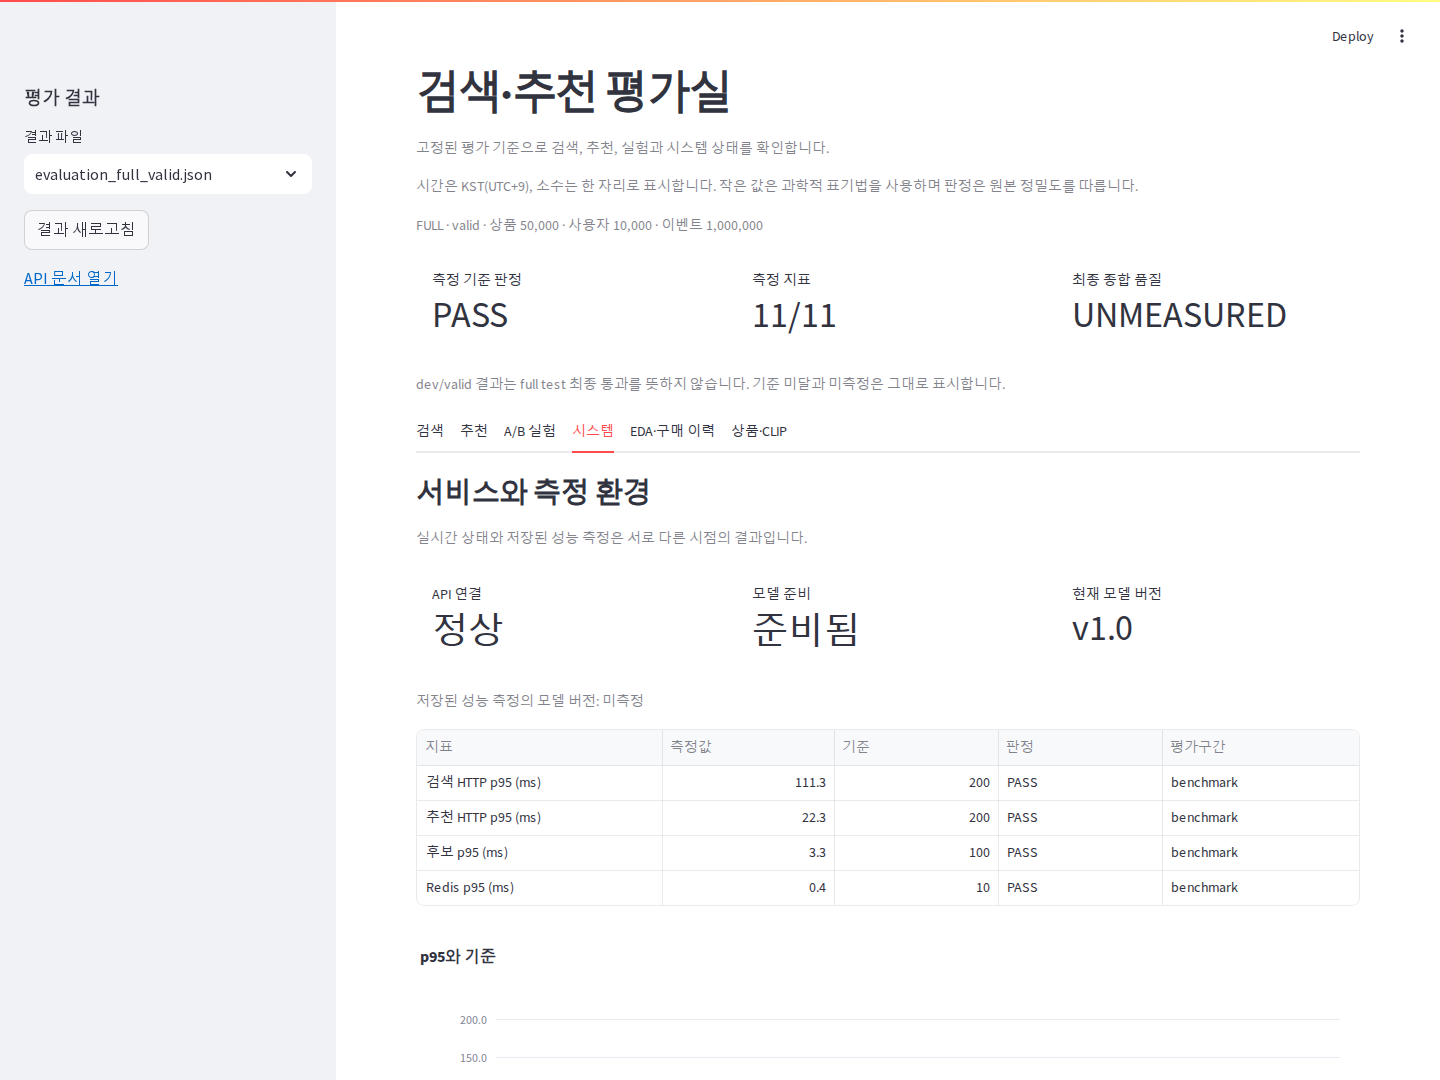 Deploy
평가 결과
결과 파일
evaluation_full_valid.json
결과 새로고침
API 문서 열기
검색·추천 평가실
고정된 평가 기준으로 검색, 추천, 실험과 시스템 상태를 확인합니다.
시간은 KST(UTC+9), 소수는 한 자리로 표시합니다. 작은 값은 과학적 표기법을 사용하며 판정은 원본 정밀도를 따릅니다.
FULL · valid · 상품 50,000 · 사용자 10,000 · 이벤트 1,000,000
측정 기준 판정 측정 지표 최종 종합 품질
PASS 11/11 UNMEASURED
dev/valid 결과는 full test 최종 통과를 뜻하지 않습니다. 기준 미달과 미측정은 그대로 표시합니다.
검색 추천 A/B 실험 시스템 EDA·구매 이력 상품·CLIP
서비스와 측정 환경
실시간 상태와 저장된 성능 측정은 서로 다른 시점의 결과입니다.
API 연결 모델 준비 현재 모델 버전
정상 준비됨 v1.0
저장된 성능 측정의 모델 버전: 미측정
지표 측정값 기준 판정 평가구간
검색 HTTP p95 (ms) 111.3 200 PASS benchmark
추천 HTTP p95 (ms) 22.3 200 PASS benchmark
후보 p95 (ms) 3.3 100 PASS benchmark
Redis p95 (ms) 0.4 10 PASS benchmark
p95와 기준
200.0
150.0